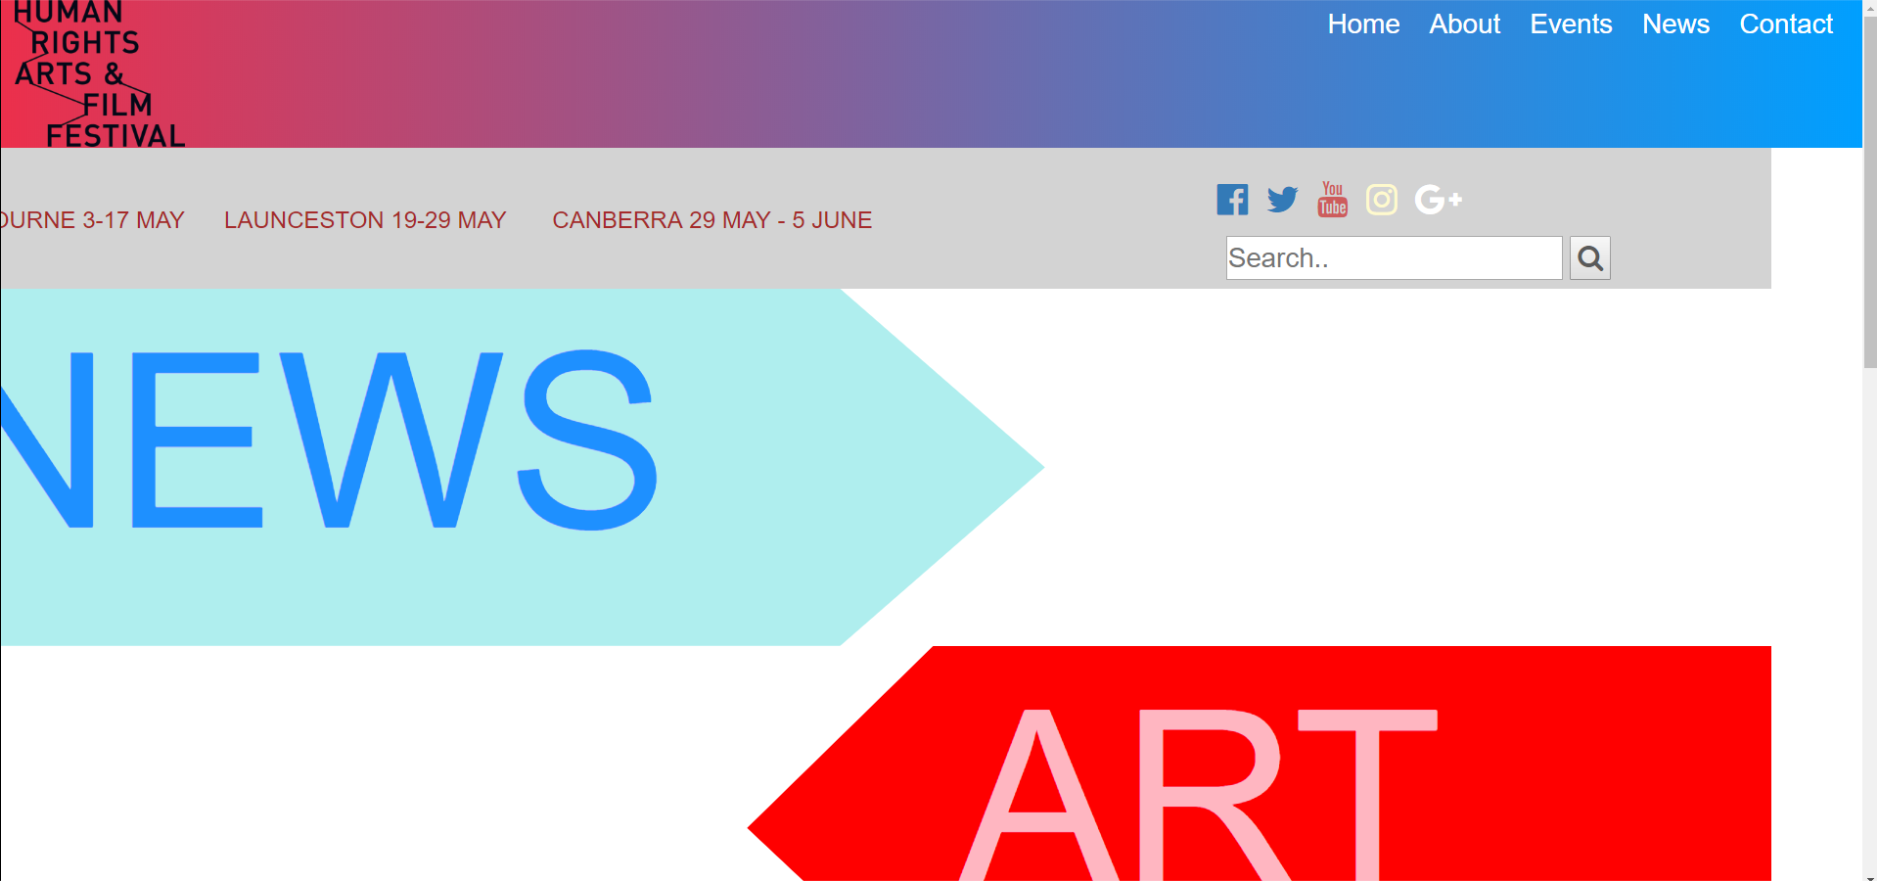 HUMAN
RIGHTS
ARTS &
FILM
FESTIVAL
Home About Events News Contact
OURNE 3-17 MAY LAUNCESTON 19-29 MAY CANBERRA 29 MAY - 5 JUNE
You
Tube
G+
Search..
NEWS
ART